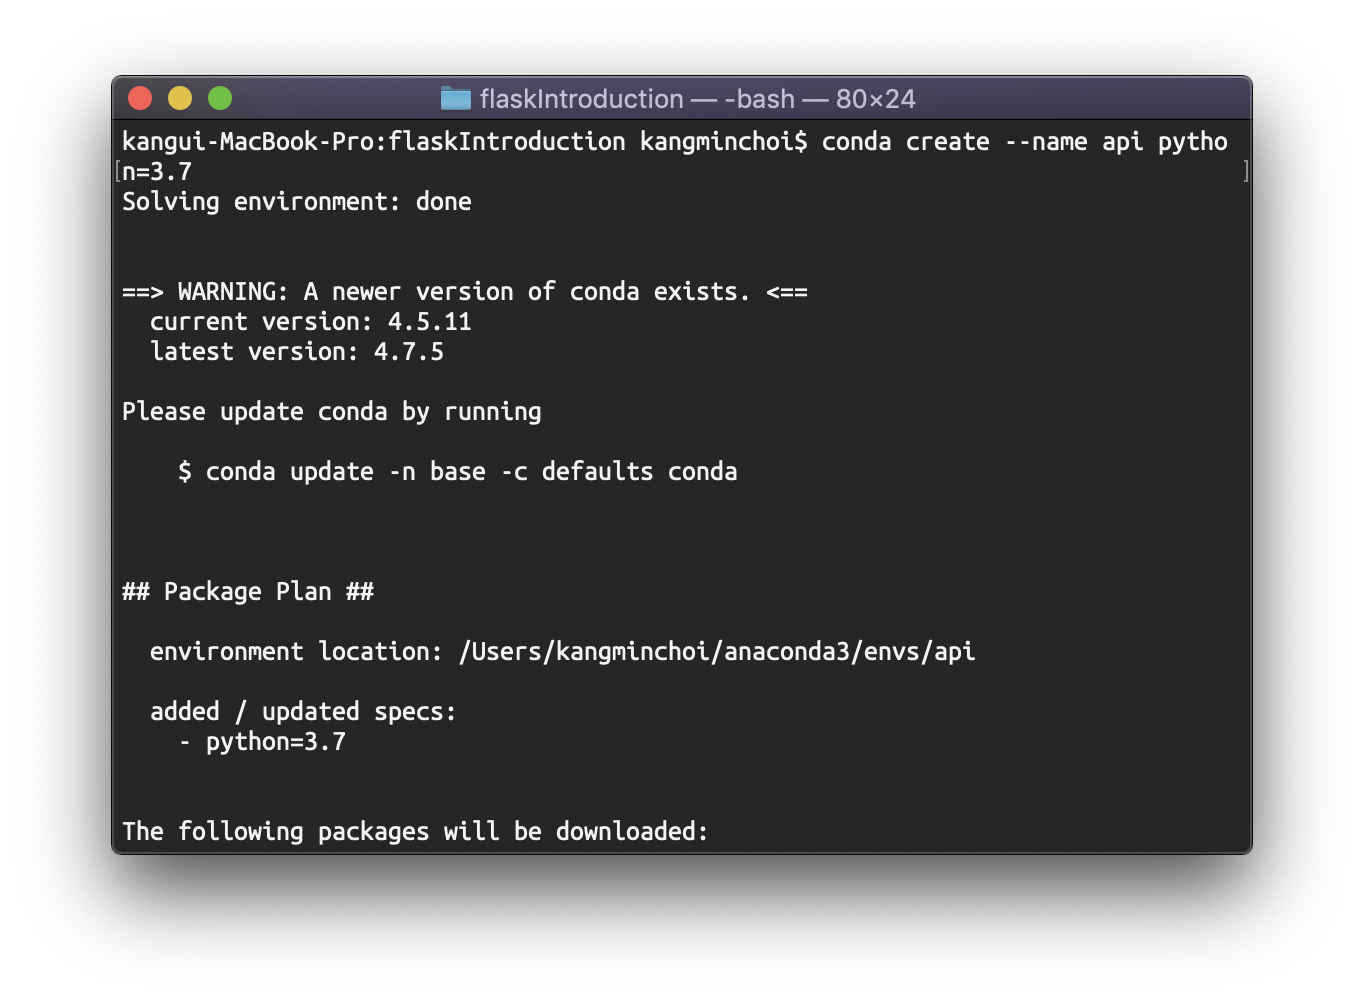 flaskIntroduction — -bash — 80×24
kangui-MacBook-Pro:flaskIntroduction kangminchoi$ conda create --name api pytho
[n=3.7 ]
Solving environment: done
==> WARNING: A newer version of conda exists. <==
current version: 4.5.11
latest version: 4.7.5
Please update conda by running
$ conda update -n base -c defaults conda
## Package Plan ##
environment location: /Users/kangminchoi/anaconda3/envs/api
added / updated specs:
- python=3.7
The following packages will be downloaded: